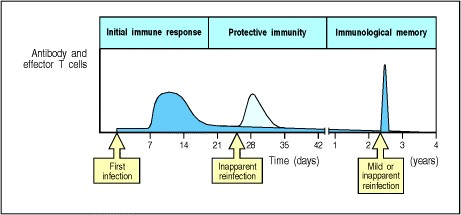 Initial immune response
Protective immunity
Immunological memory
Antibody and
effector T cells
7 14 21 28 35 42 1 2 3 4
Time (days)
(years)
First
infection
Inapparent
reinfection
Mild or
inapparent
reinfection